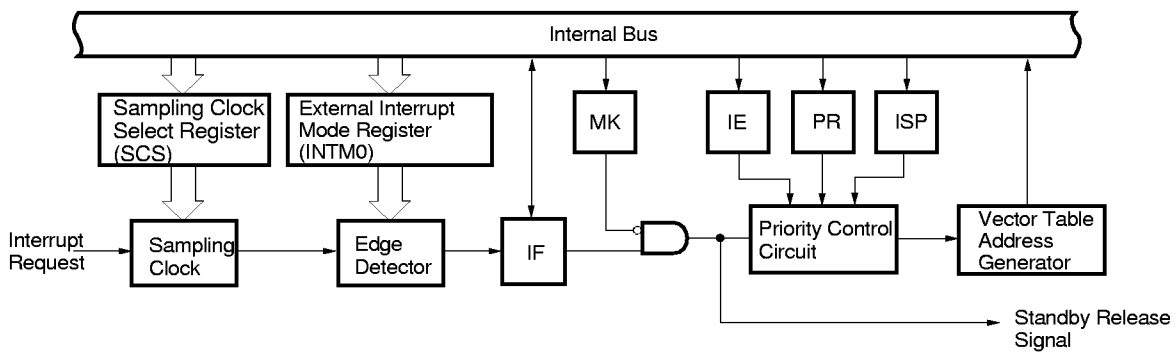 Internal Bus
Sampling Clock
Select Register
(SCS)
External Interrupt
Mode Register
(INTM0)
MK
IE
PR
ISP
Interrupt
Request
Sampling
Clock
Edge
Detector
IF
Priority Control
Circuit
Vector Table
Address
Generator
Standby Release
Signal